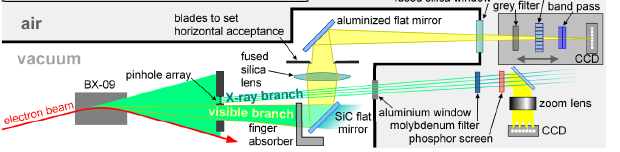 fused silica window
blades to set
horizontal acceptance
aluminized flat mirror
grey filter
band pass
air
vacuum
CCD
BX-09
pinhole array
fused
silica
lens
X-ray branch
visible branch
electron beam
finger
absorber
SiC flat
mirror
aluminium window
molybdenum filter
phosphor screen
zoom lens
CCD